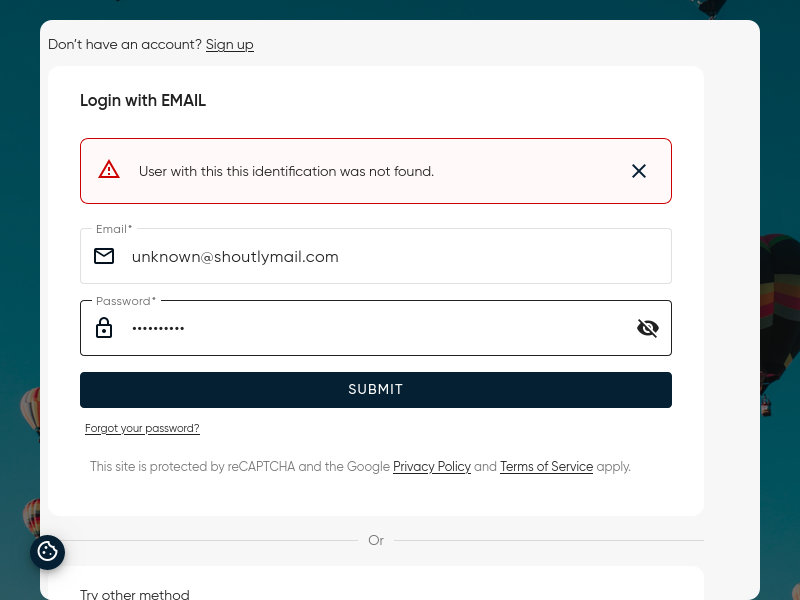 Don't have an account? Sign up
Login with EMAIL
User with this this identification was not found.
Email*
unknown@shoutlymail.com
Password*
••••••••••
SUBMIT
Forgot your password?
This site is protected by reCAPTCHA and the Google Privacy Policy and Terms of Service apply.
Or
Try other method